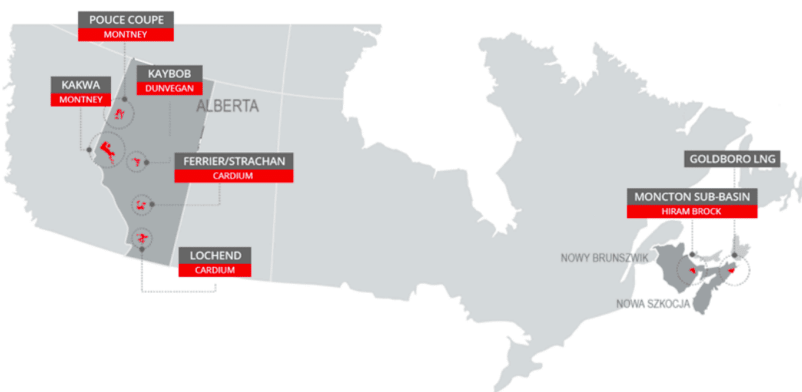 POUCE COUPE
MONTNEY
KAYBOB
DUNVEGAN
KAKWA
MONTNEY
ALBERTA
FERRIER/STRACHAN
CARDIUM
LOCHEND
CARDIUM
GOLDBORO LNG
MONCTON SUB-BASIN
HIRAM BROCK
NOWY BRUNSZWIK
NOWA SZKOCJA